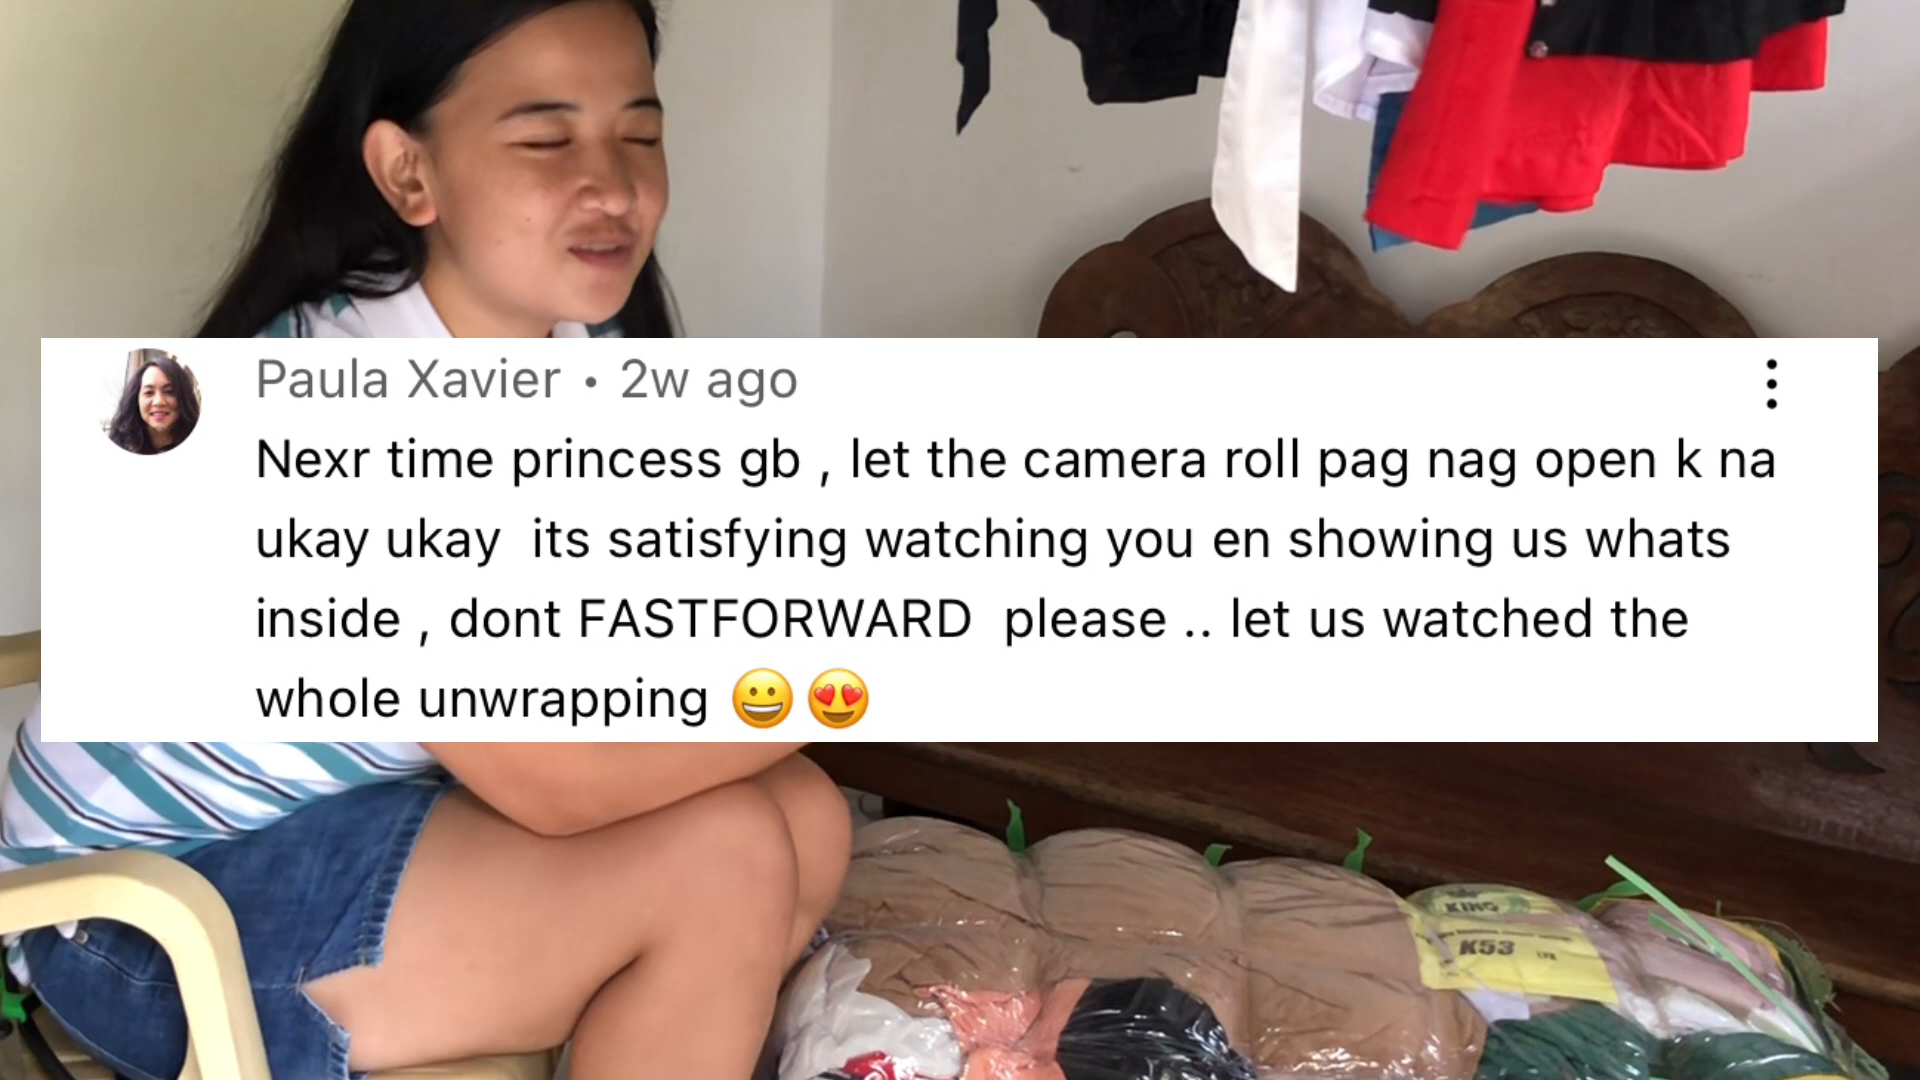 Paula Xavier • 2w ago
Nexr time princess gb , let the camera roll pag nag open k na
ukay ukay  its satisfying watching you en showing us whats
inside , dont FASTFORWARD  please .. let us watched the
whole unwrapping 😀 😍
KING
K53